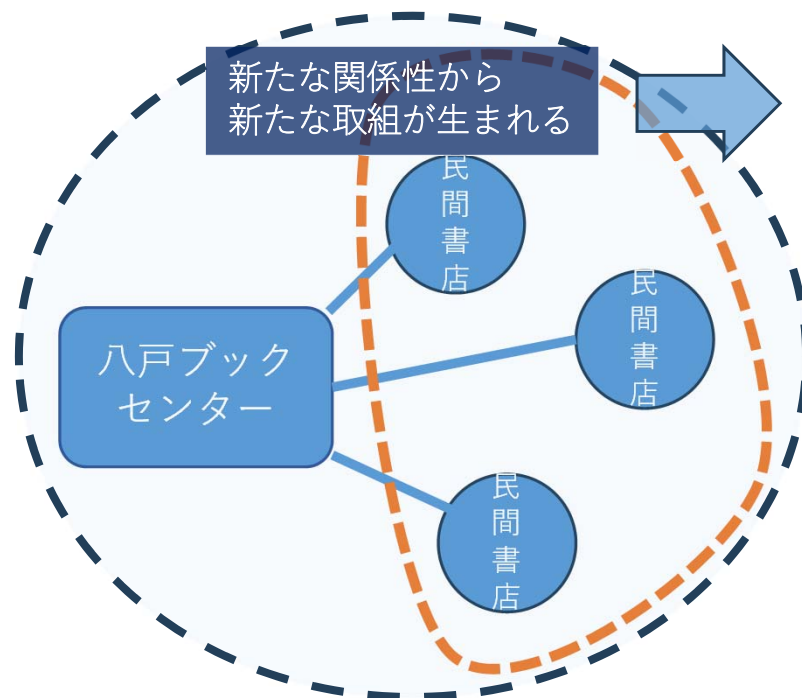 新たな関係性から
新たな取組が生まれる
民間書店
民間書店
八戸ブック
センター
民間書店